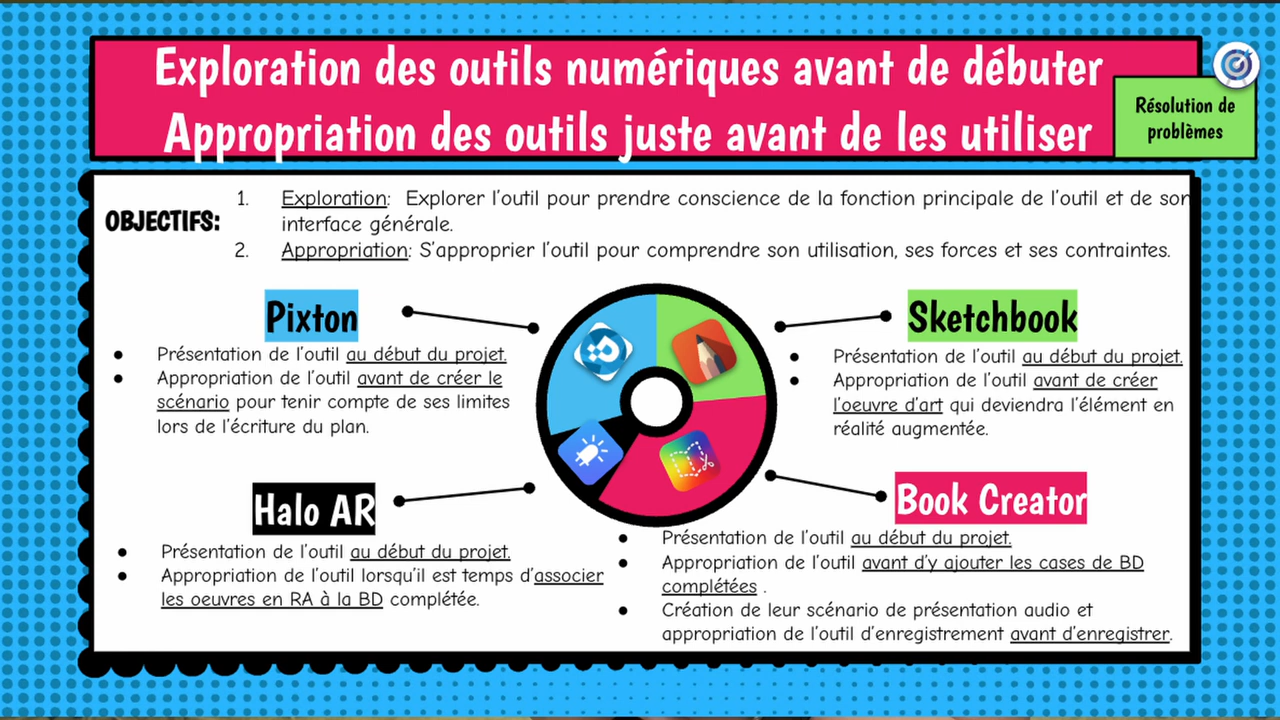 Exploration des outils numériques avant de débuter
Appropriation des outils juste avant de les utiliser
Résolution de
problèmes
OBJECTIFS:
1. Exploration: Explorer l'outil pour prendre conscience de la fonction principale de l'outil et de son
interface générale.
2. Appropriation: S'approprier l'outil pour comprendre son utilisation, ses forces et ses contraintes.
Pixton
● Présentation de l'outil au début du projet.
● Appropriation de l'outil avant de créer le
scénario pour tenir compte de ses limites
lors de l'écriture du plan.
Sketchbook
● Présentation de l'outil au début du projet.
● Appropriation de l'outil avant de créer
l'oeuvre d'art qui deviendra l'élément en
réalité augmentée.
Halo AR
● Présentation de l'outil au début du projet.
● Appropriation de l'outil lorsqu'il est temps d'associer
les oeuvres en RA à la BD complétée.
Book Creator
● Présentation de l'outil au début du projet.
● Appropriation de l'outil avant d'y ajouter les cases de BD
complétées .
● Création de leur scénario de présentation audio et
appropriation de l'outil d'enregistrement avant d'enregistrer.